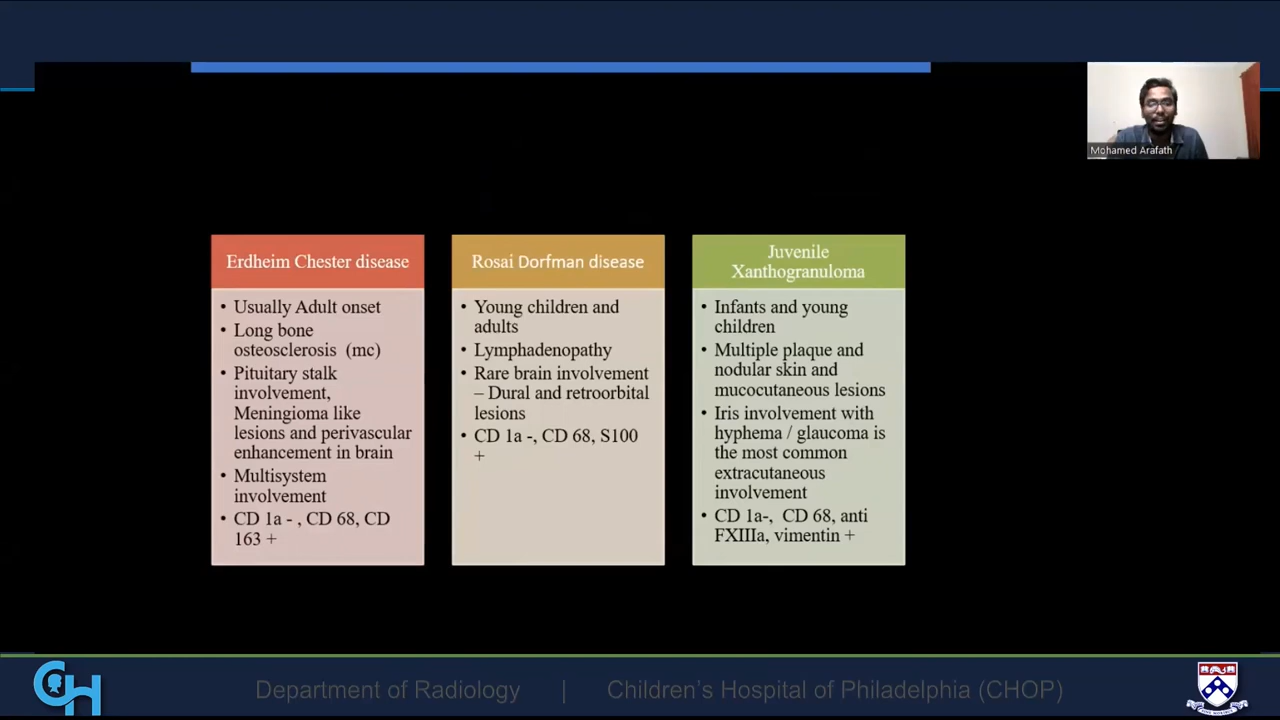 Mohamed Arafath
Erdheim Chester disease
• Usually Adult onset
• Long bone
osteosclerosis (mc)
• Pituitary stalk
involvement,
Meningioma like
lesions and perivascular
enhancement in brain
• Multisystem
involvement
• CD 1a - , CD 68, CD
163 +
Rosai Dorfman disease
• Young children and
adults
• Lymphadenopathy
• Rare brain involvement
– Dural and retroorbital
lesions
• CD 1a -, CD 68, S100
+
Juvenile
Xanthogranuloma
• Infants and young
children
• Multiple plaque and
nodular skin and
mucocutaneous lesions
• Iris involvement with
hyphema / glaucoma is
the most common
extracutaneous
involvement
• CD 1a-, CD 68, anti
FXIIIa, vimentin +
CH
Department of Radiology | Children's Hospital of Philadelphia (CHOP)